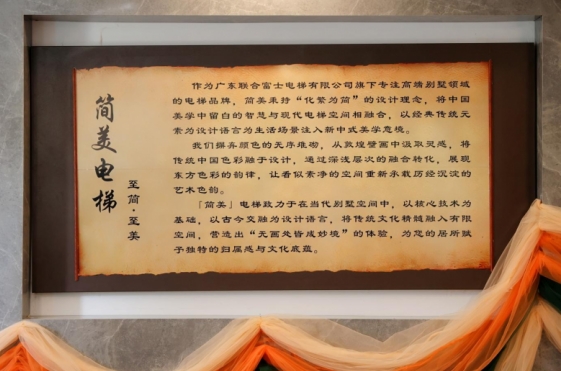 简美电梯
至简·至美
作为广东联合富士电梯有限公司旗下专注高端别墅领域
的电梯品牌，简美秉持“化繁为简”的设计理念，将中国
美学中留白的智慧与现代电梯空间相融合，以经典传统元
素为设计语言为生活场景注入新中式美学意境。
我们摒弃颜色的无序堆砌，从敦煌壁画中汲取灵感，将
传统中国色彩融于设计，通过深浅层次的融合转化，展现
东方色彩的韵律，让看似素净的空间重新承载历经沉淀的
艺术色韵。
「简美」电梯致力于在当代别墅空间中，以核心技术为
基础，以古今交融为设计语言，将传统文化精髓融入有限
空间，营造出“无画处皆成妙境”的体验，为您的居所赋
予独特的归属感与文化底蕴。